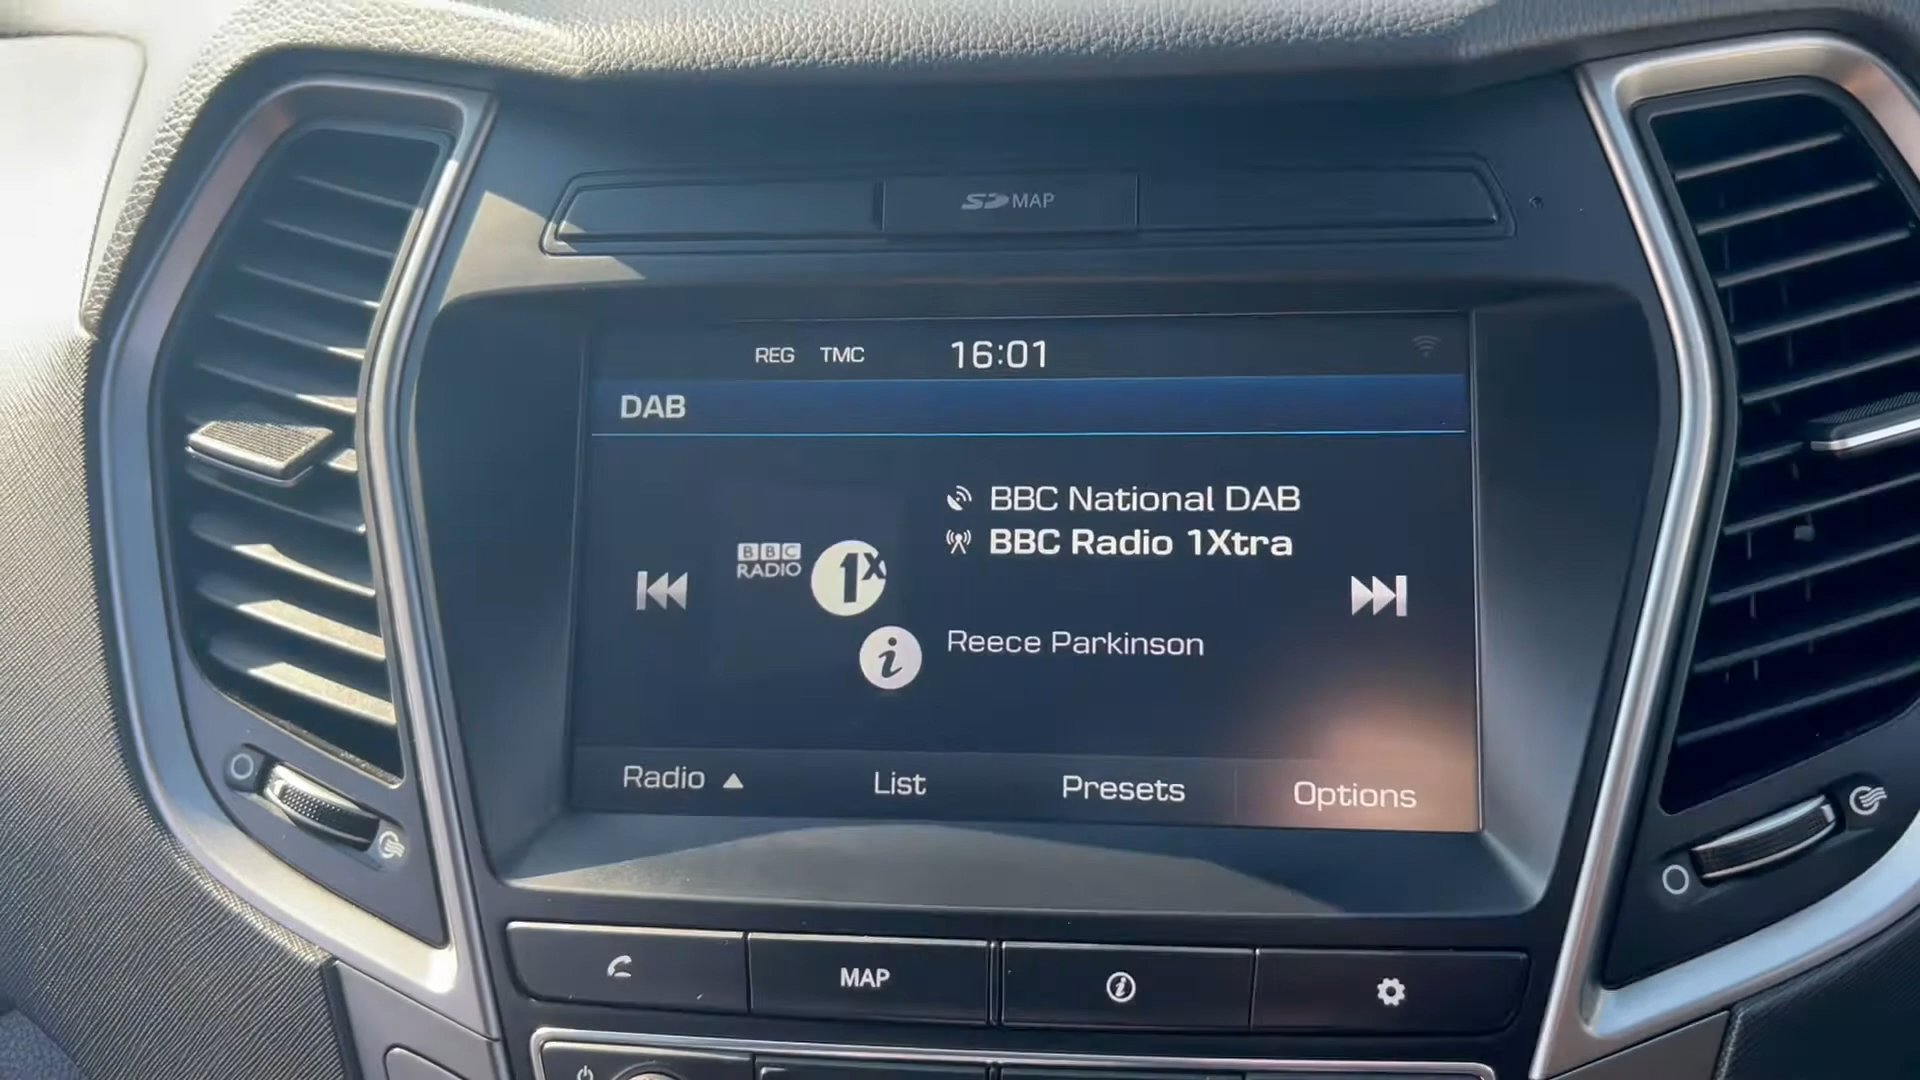 SD MAP
REG TMC 16:01
DAB
BBC National DAB
BBC Radio 1Xtra
BBC
RADIO
1X
i Reece Parkinson
Radio ▲ List Presets Options
MAP i